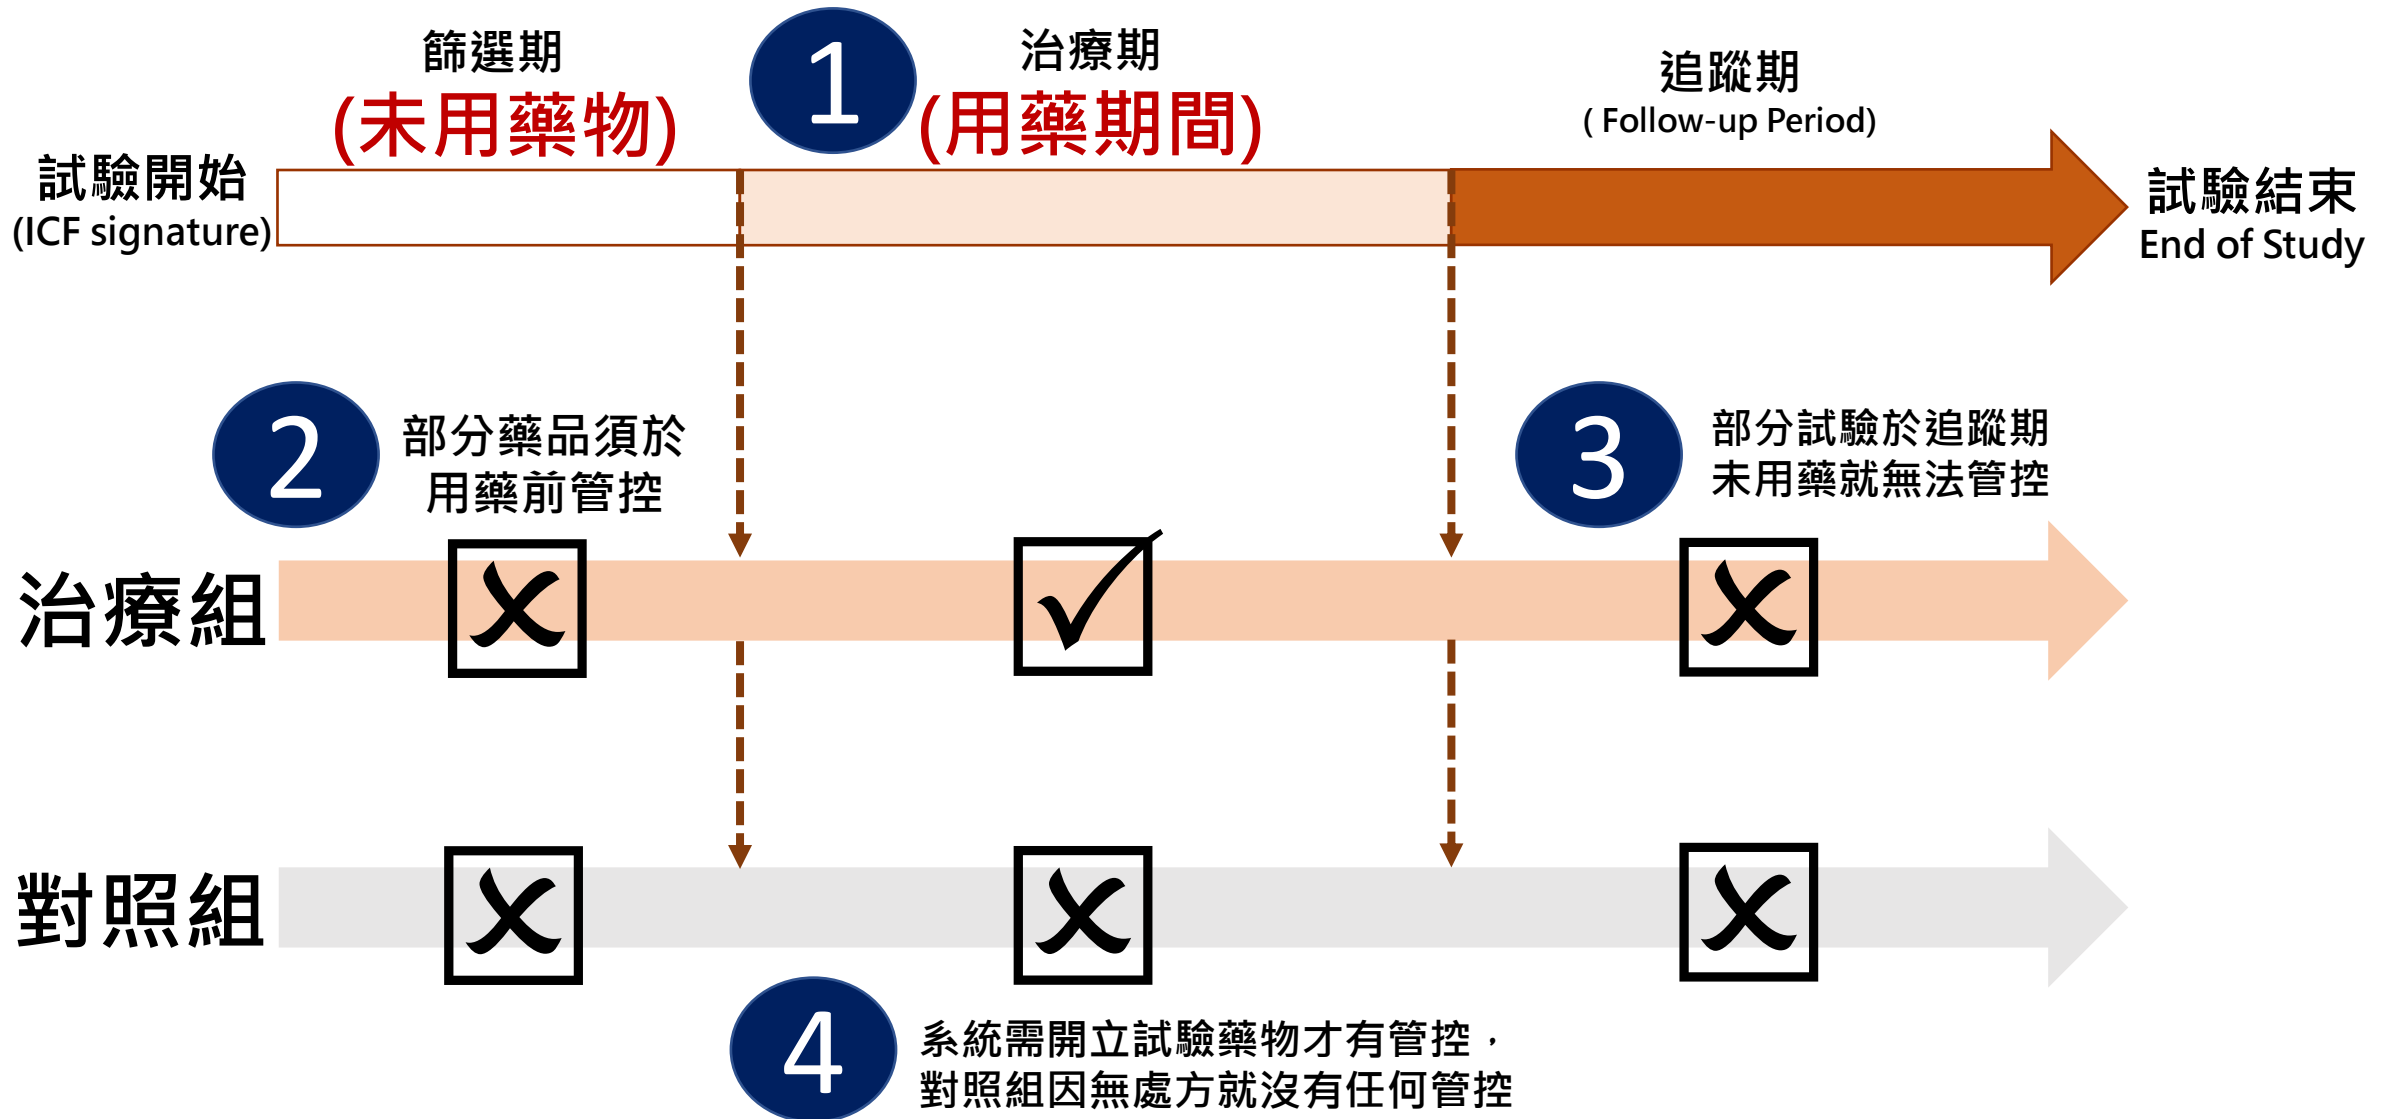 篩選期
(未用藥物)
1
治療期
(用藥期間)
追蹤期
( Follow-up Period)
試驗開始
(ICF signature)
試驗結束
End of Study
2
部分藥品須於
用藥前管控
3
部分試驗於追蹤期
未用藥就無法管控
治療組
對照組
4
系統需開立試驗藥物才有管控，
對照組因無處方就沒有任何管控